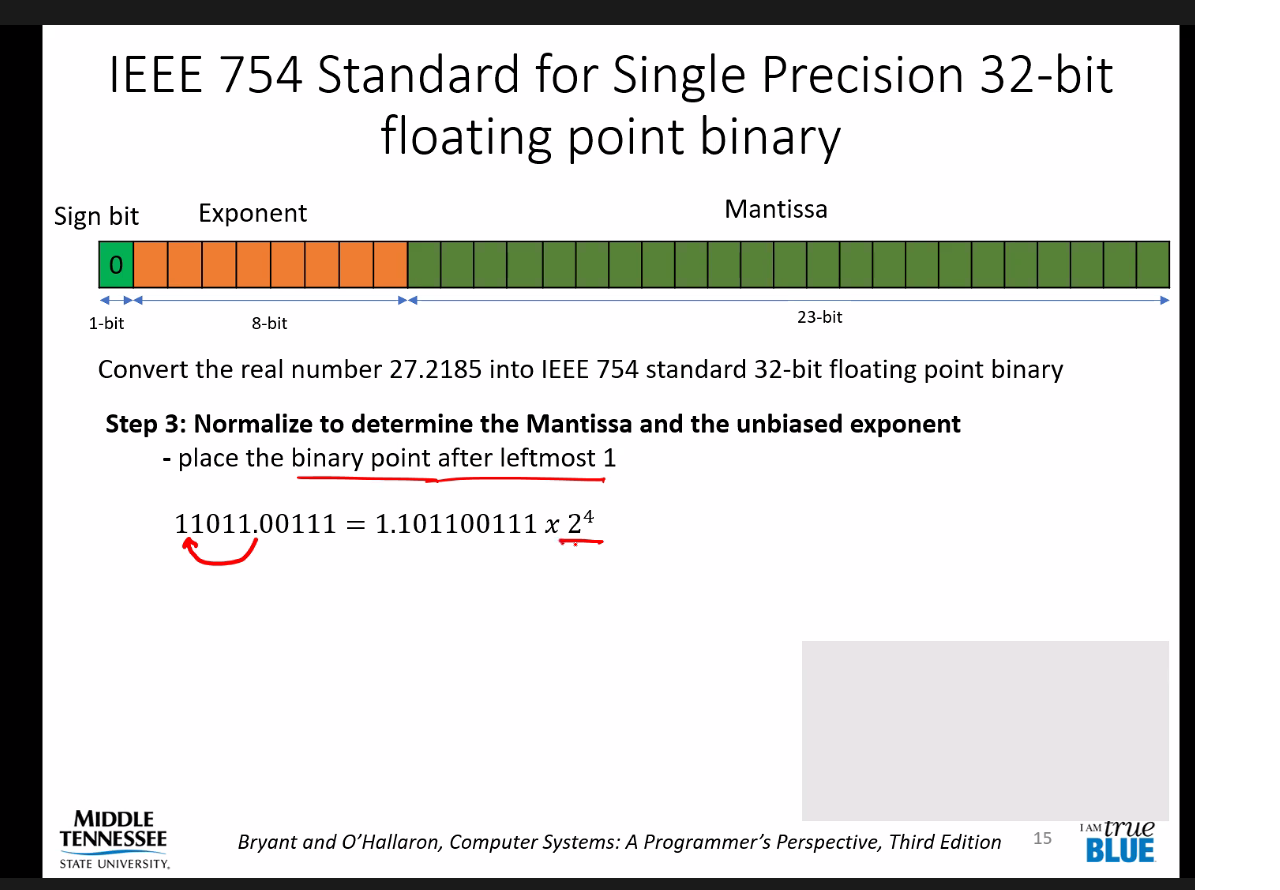 IEEE 754 Standard for Single Precision 32-bit
floating point binary
Sign bit
Exponent
Mantissa
0
1-bit
8-bit
23-bit
Convert the real number 27.2185 into IEEE 754 standard 32-bit floating point binary
Step 3: Normalize to determine the Mantissa and the unbiased exponent
- place the binary point after leftmost 1
11011.00111 = 1.101100111 x 2⁴
MIDDLE
TENNESSEE
STATE UNIVERSITY.
Bryant and O'Hallaron, Computer Systems: A Programmer's Perspective, Third Edition
15
I AM true
BLUE